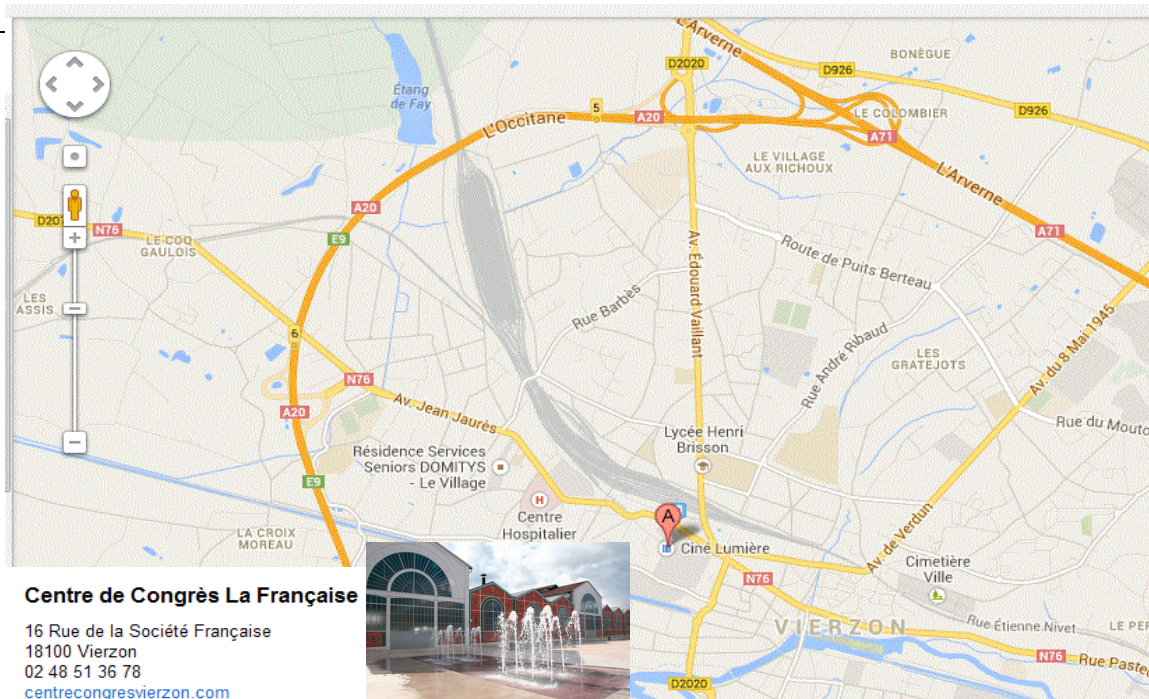 L'Arverne
BONÈGUE
D2020
D926
D926
Étang
de Fay
5
L'Occitane
A20
LE COLOMBIER
A71
LE VILLAGE
AUX RICHOUX
L'Arverne
A20
D207
N76
E9
A71
LE COQ
GAULOIS
Av. Édouard Vaillant
Route de Puits Berteau
LES
ASSIS
Rue Barbès
6
Rue André Ribaud
LES
GRATEJOTS
Av. du 8 Mai 1945
N76
A20
Av. Jean Jaurès
Rue du Mouto
Lycée Henri
Brisson
Résidence Services
Seniors DOMITYS
- Le Village
E9
H
Centre
Hospitalier
A
Ciné Lumière
Av. de Verdun
LA CROIX
MOREAU
Cimetière
Ville
N76
VIERZON
Rue Étienne Nivet
LE PER
N76
Rue Paste
D2020
Centre de Congrès La Française
16 Rue de la Société Française
18100 Vierzon
02 48 51 36 78
centrecongresvierzon.com